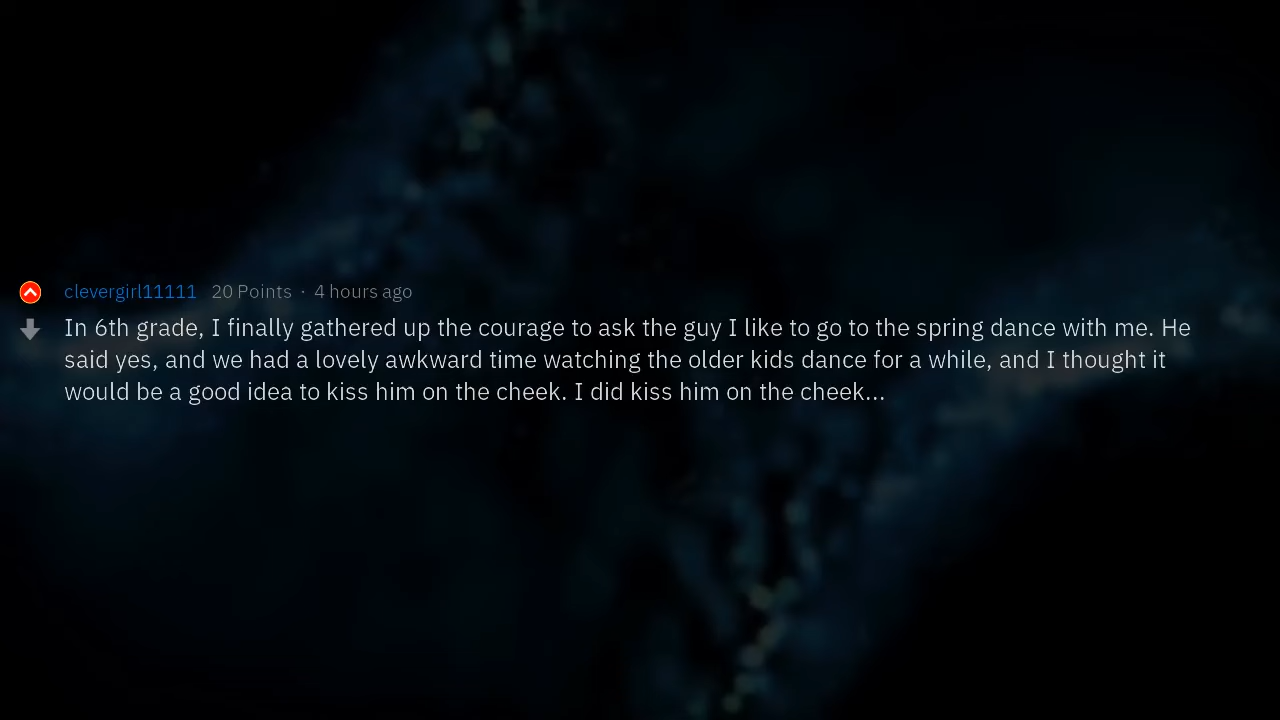 clevergirl11111 20 Points · 4 hours ago
In 6th grade, I finally gathered up the courage to ask the guy I like to go to the spring dance with me. He
said yes, and we had a lovely awkward time watching the older kids dance for a while, and I thought it
would be a good idea to kiss him on the cheek. I did kiss him on the cheek...